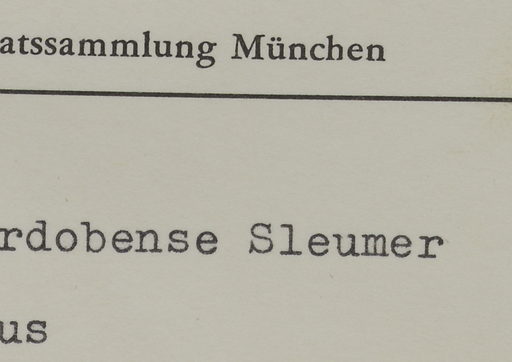 atssammlung München
rdobense Sleumer
us